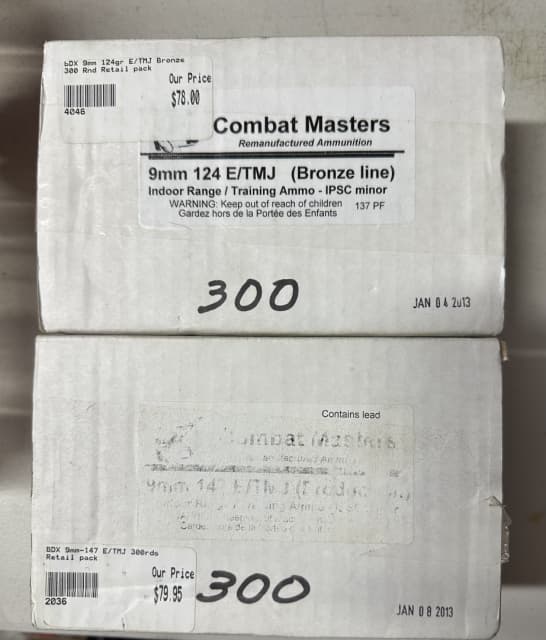 bDX 9mm 124gr E/TMJ Bronze
300 Rnd Retail pack
Our Price
$78.00
4046
Combat Masters
Remanufactured Ammunition
9mm 124 E/TMJ (Bronze line)
Indoor Range / Training Ammo - IPSC minor
WARNING: Keep out of reach of children 137 PF
Gardez hors de la Portée des Enfants
300
JAN 04 2013
Contains lead
BDX 9mm-147 E/TMJ 300rds
Retail pack
Our Price
$79.95
2036
300
JAN 08 2013